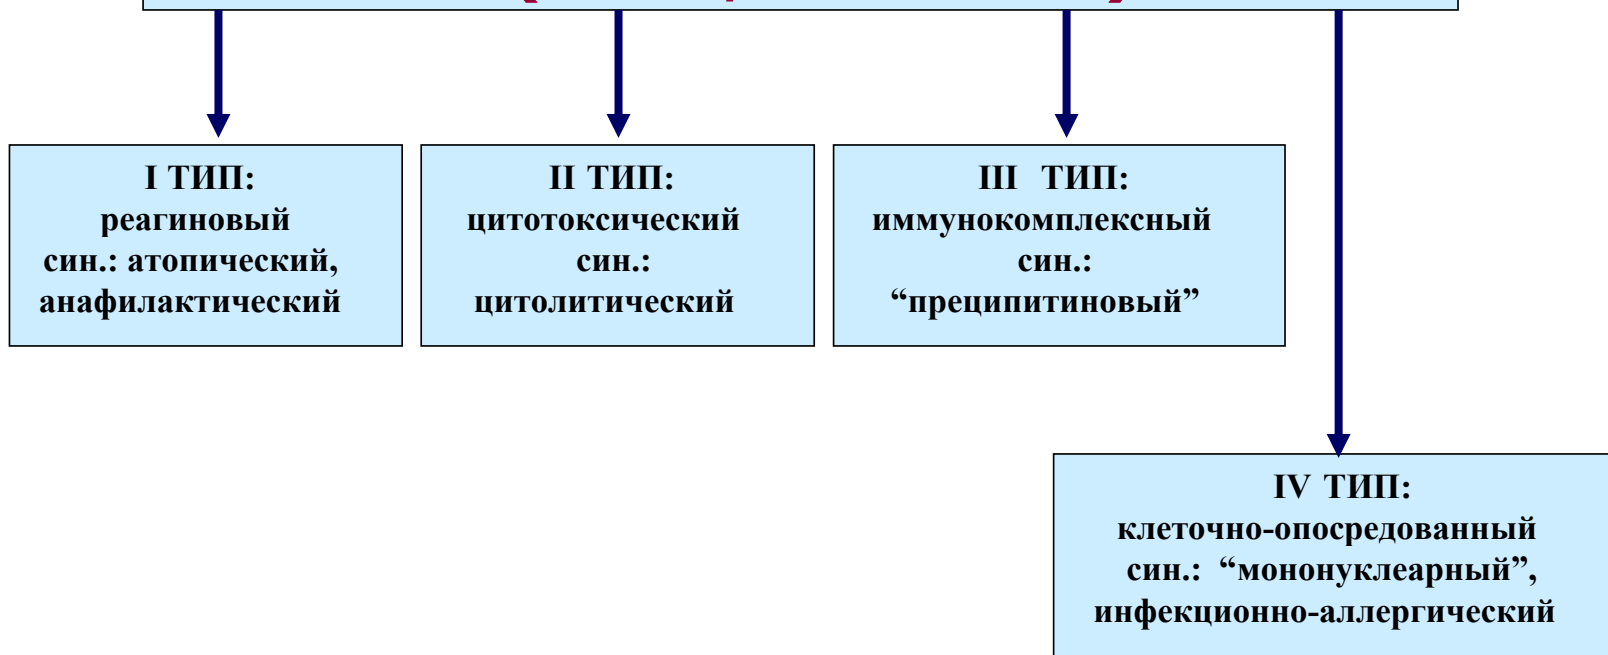 I ТИП:
реагиновый
син.: атопический,
анафилактический
II ТИП:
цитотоксический
син.:
цитолитический
III ТИП:
иммунокомплексный
син.:
“преципитиновый”
IV ТИП:
клеточно-опосредованный
син.: “мононуклеарный”,
инфекционно-аллергический